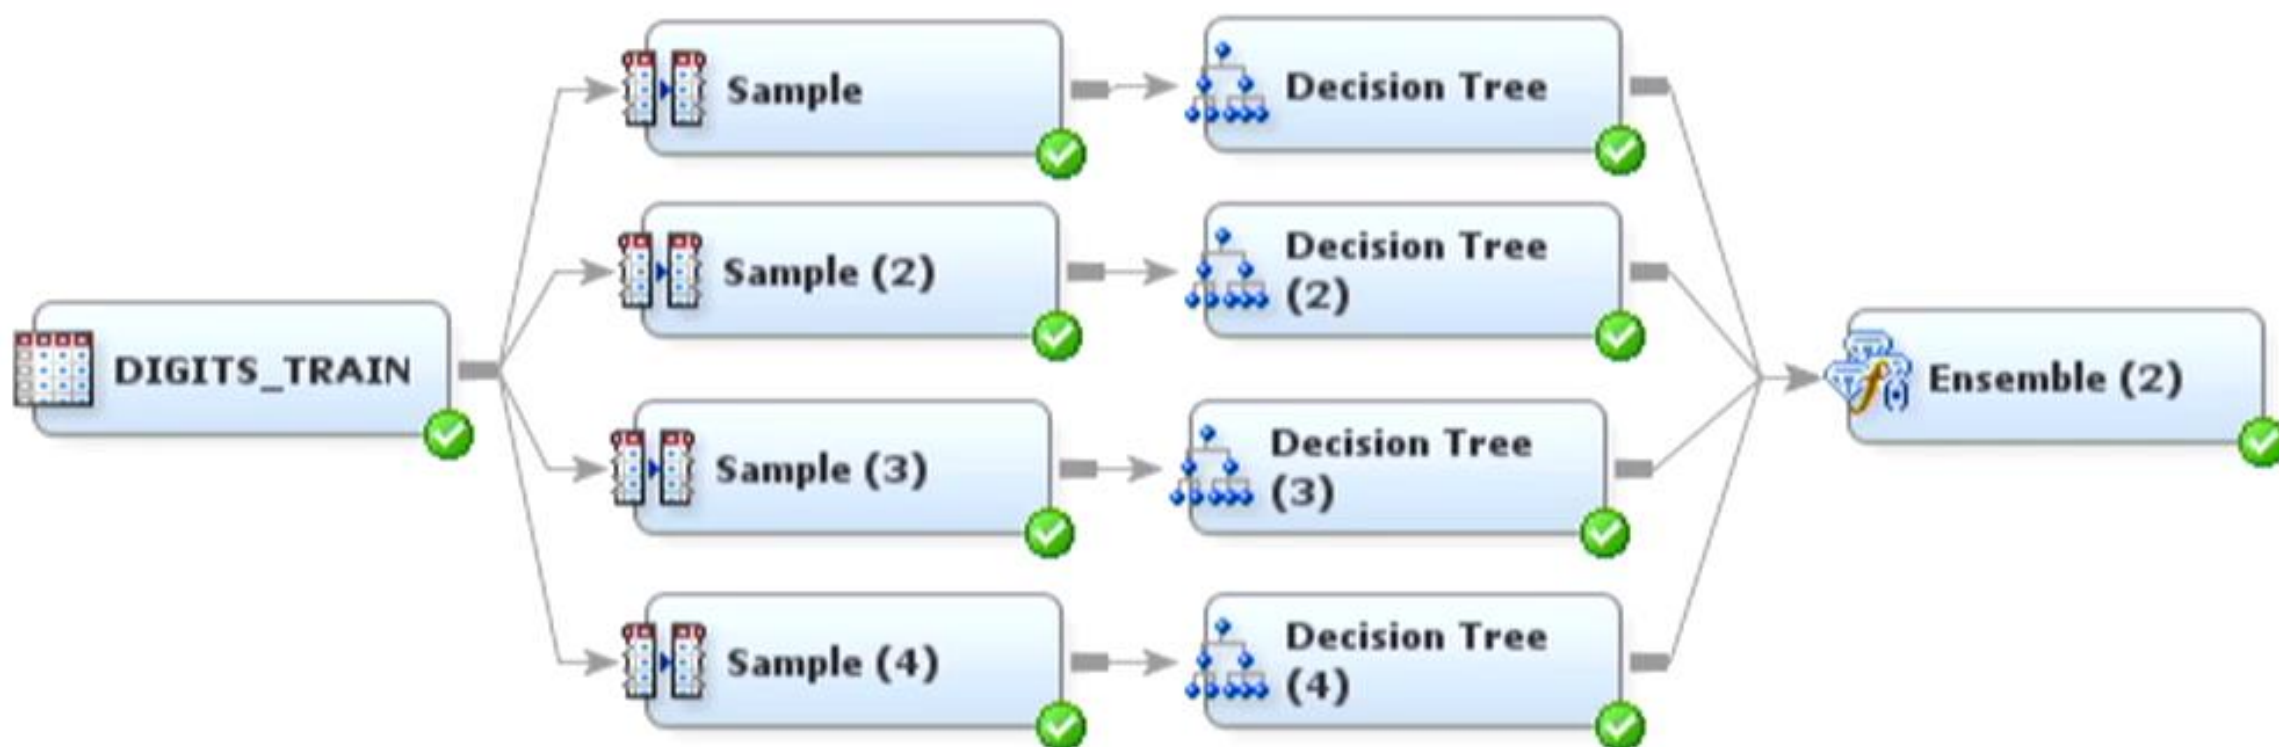 DIGITS_TRAIN
Sample
Decision Tree
Sample (2)
Decision Tree
(2)
Sample (3)
Decision Tree
(3)
Sample (4)
Decision Tree
(4)
Ensemble (2)